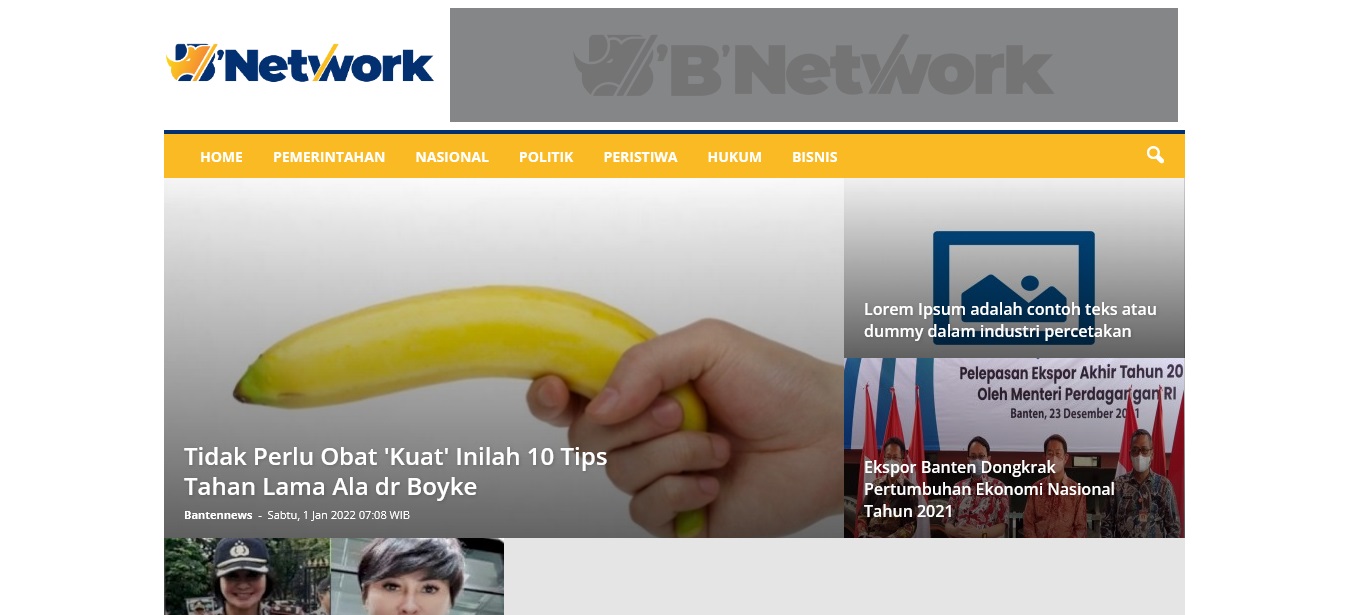 B'Network
'B'Network
HOME PEMERINTAHAN NASIONAL POLITIK PERISTIWA HUKUM BISNIS
Tidak Perlu Obat 'Kuat' Inilah 10 Tips
Tahan Lama Ala dr Boyke
Bantennews - Sabtu, 1 Jan 2022 07:08 WIB
Lorem Ipsum adalah contoh teks atau
dummy dalam industri percetakan
Pelepasan Ekspor Akhir Tahun 20
Oleh Menteri Perdagangan RI
Banten, 23 Desember 2021
Ekspor Banten Dongkrak
Pertumbuhan Ekonomi Nasional
Tahun 2021